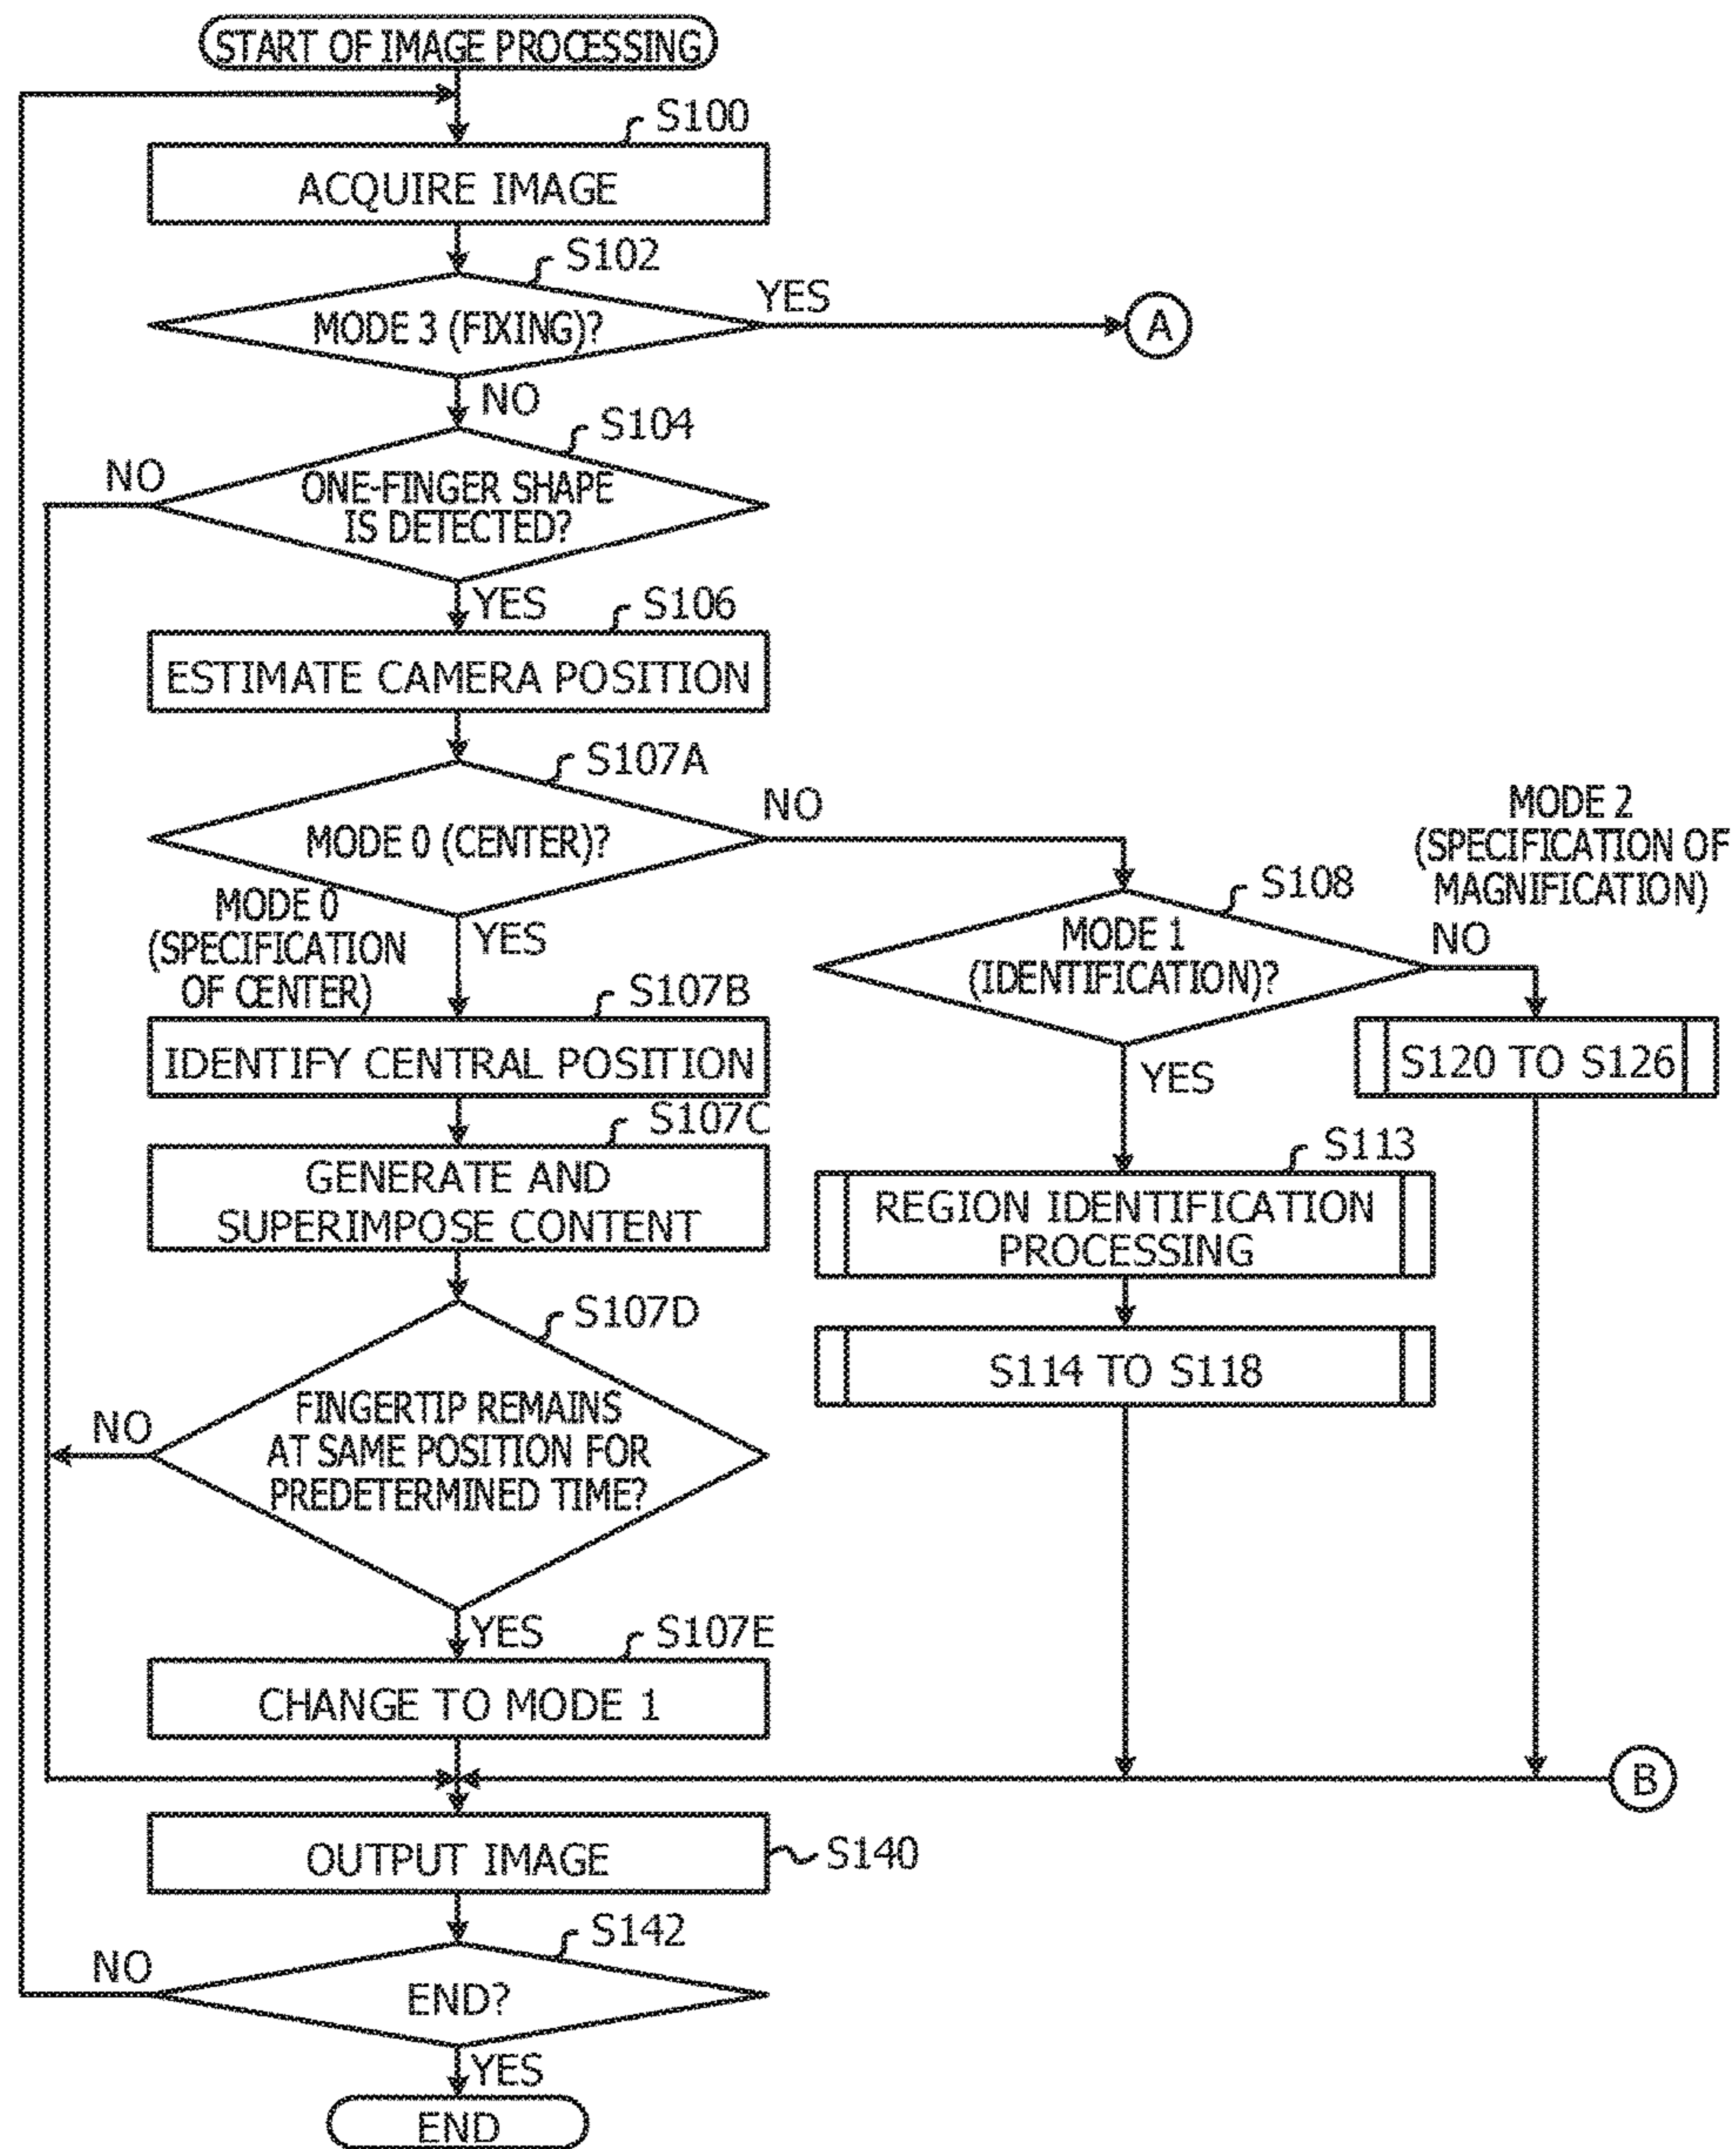 START OF IMAGE PROCESSING
S100
ACQUIRE IMAGE
S102
MODE 3 (FIXING)?
YES
A
NO
S104
NO
ONE-FINGER SHAPE
IS DETECTED?
YES
S106
ESTIMATE CAMERA POSITION
S107A
MODE 0 (CENTER)?
NO
YES
MODE 0
(SPECIFICATION
OF CENTER)
S107B
IDENTIFY CENTRAL POSITION
S107C
GENERATE AND
SUPERIMPOSE CONTENT
S107D
NO
FINGERTIP REMAINS
AT SAME POSITION FOR
PREDETERMINED TIME?
YES
S107E
CHANGE TO MODE 1
S108
MODE 1
(IDENTIFICATION)?
MODE 2
(SPECIFICATION OF
MAGNIFICATION)
NO
S120 TO S126
YES
S113
REGION IDENTIFICATION
PROCESSING
S114 TO S118
B
OUTPUT IMAGE
S140
S142
NO
END?
YES
END